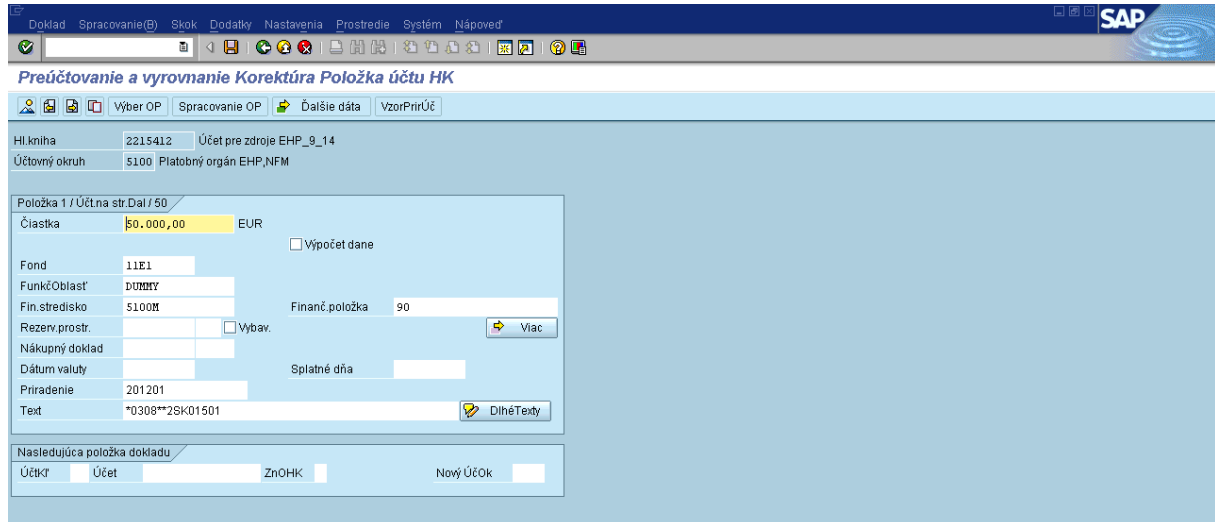 Doklad Spracovanie(B) Skok Dodatky Nastavenia Prostredie Systém Nápoveď
SAP
Preúčtovanie a vyrovnanie Korektúra Položka účtu HK
Výber OP Spracovanie OP Ďalšie dáta VzorPrirÚč
Hl.kniha 2215412 Účet pre zdroje EHP_9_14
Účtovný okruh 5100 Platobný orgán EHP,NFM
Položka 1 / Účt.na str.Dal / 50
Čiastka 50.000,00 EUR
Výpočet dane
Fond 11E1
FunkčOblasť DUMMY
Fin.stredisko 5100M Finanč.položka 90
Rezerv.prostr. Vybav. Viac
Nákupný doklad
Dátum valuty Splatné dňa
Priradenie 201201
Text *0308**2SK01501 DlhéTexty
Nasledujúca položka dokladu
ÚčtKľ Účet ZnOHK Nový ÚčOk